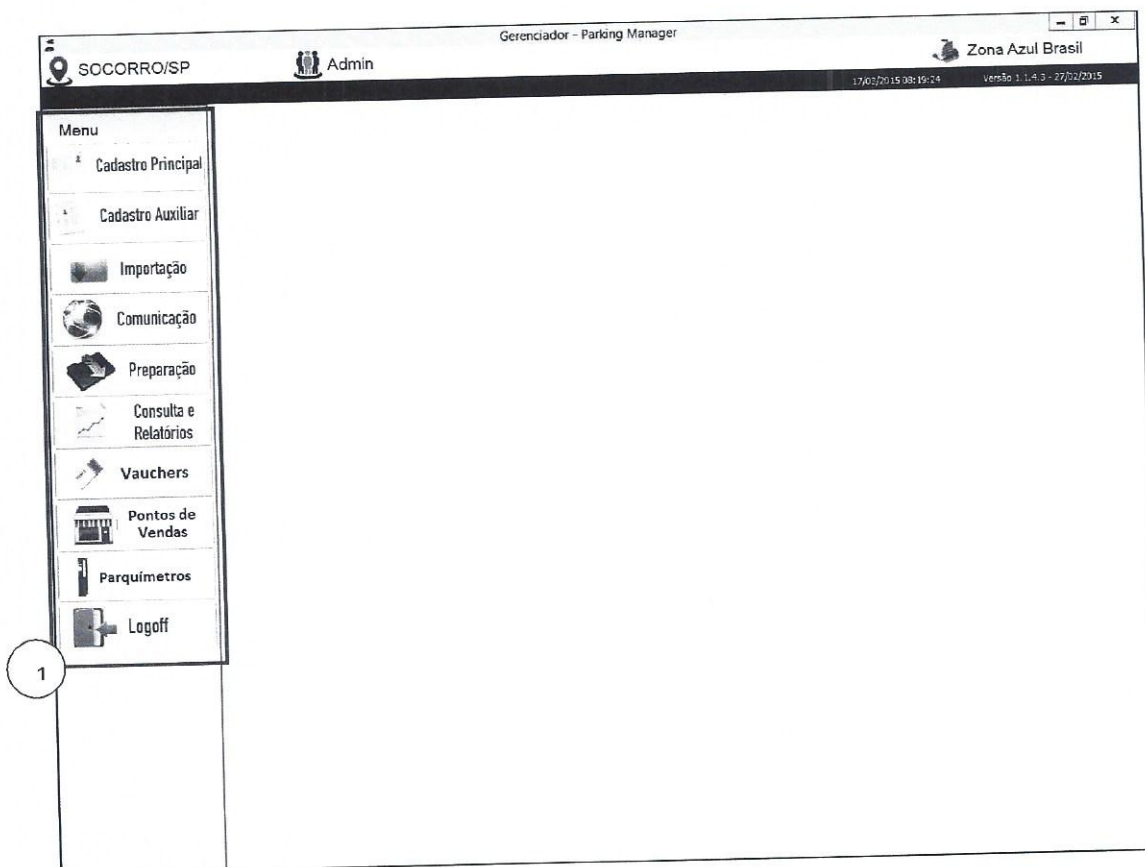 Gerenciador - Parking Manager
SOCORRO/SP
Admin
Zona Azul Brasil
17/03/2015 08:19:24
Versão 1.1.4.3 - 27/02/2015
Menu
Cadastro Principal
Cadastro Auxiliar
Importação
Comunicação
Preparação
Consulta e
Relatórios
Vauchers
Pontos de
Vendas
Parquímetros
Logoff
1